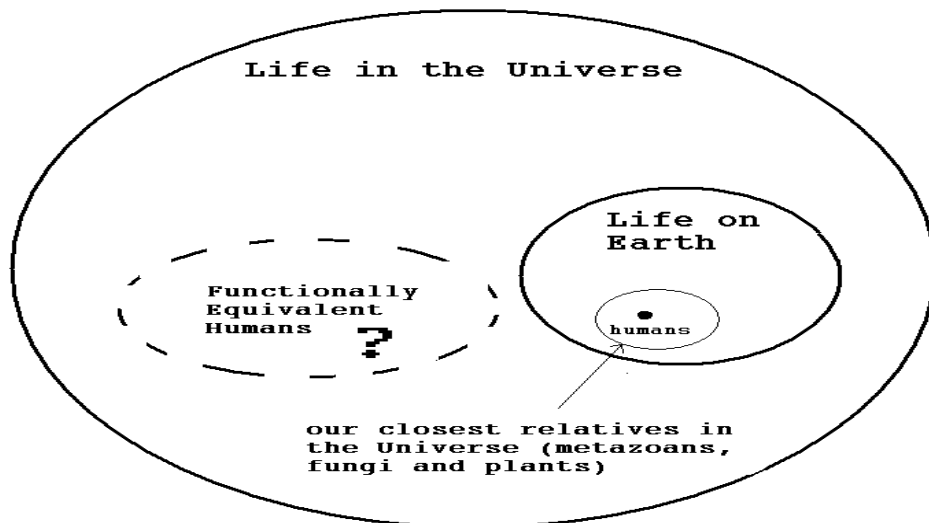 Life in the Universe
Life on
Earth
Functionally
Equivalent
Humans ?
humans
our closest relatives in
the Universe (metazoans,
fungi and plants)